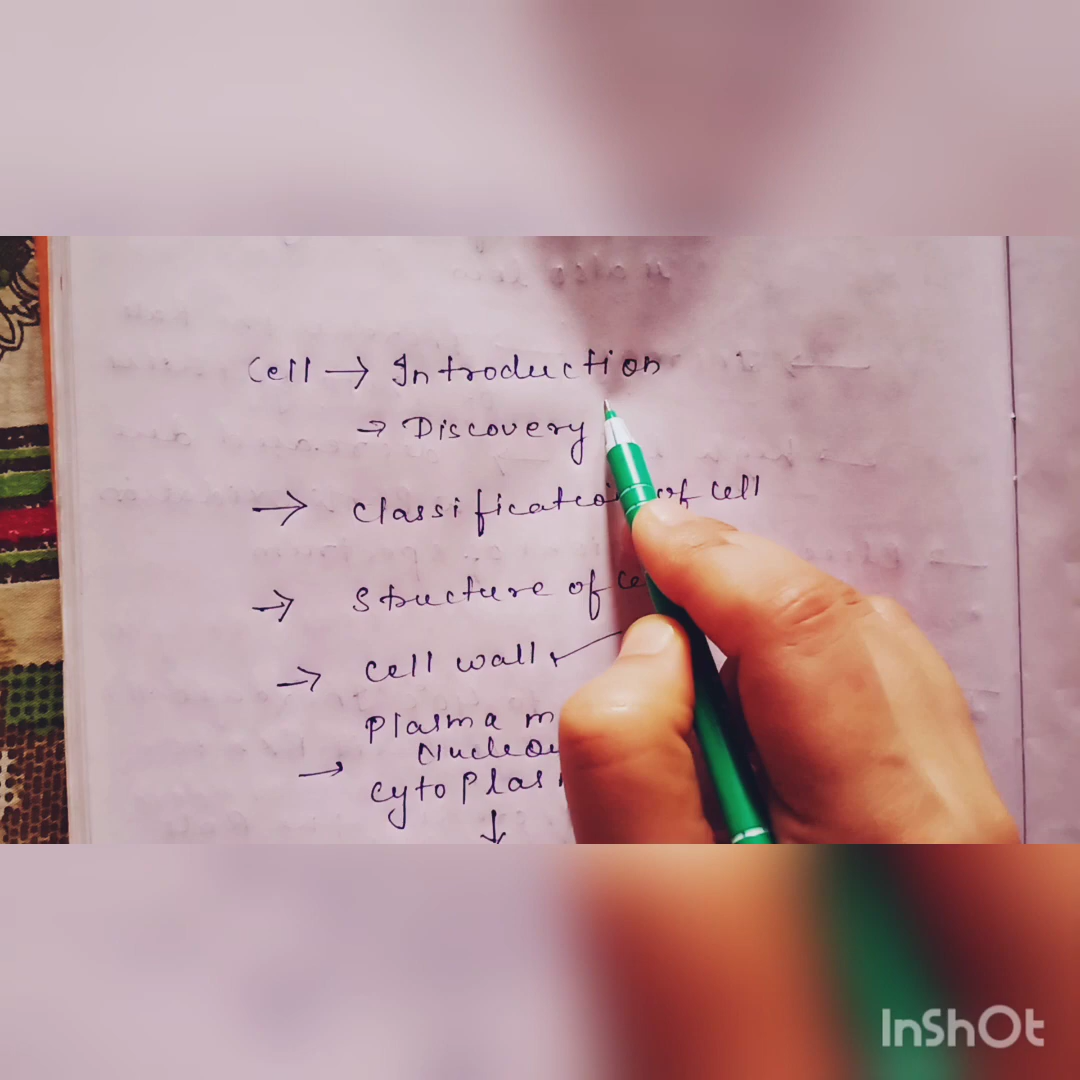 Cell → Introduction
→ Discovery
→ Classification of cell
→ Structure of
→ Cell wall
Plasma
→ Cytoplas
↓
InShOt